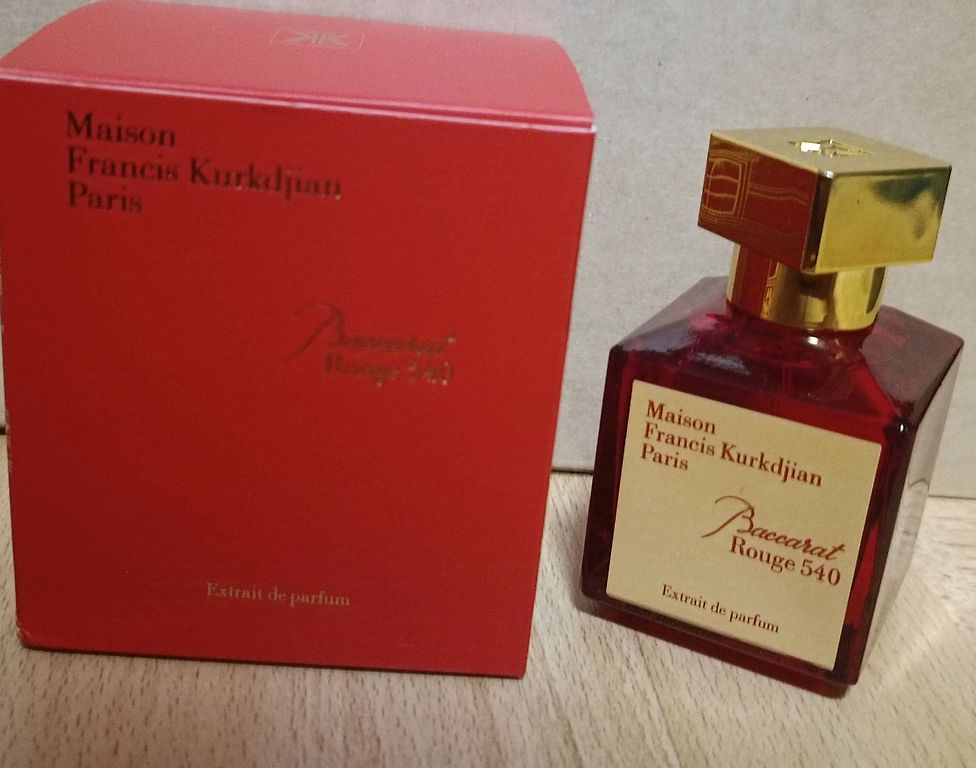 Maison
Francis Kurkdjian
Paris
Baccarat
Rouge 540
Extrait de parfum
Maison
Francis Kurkdjian
Paris
Baccarat
Rouge 540
Extrait de parfum